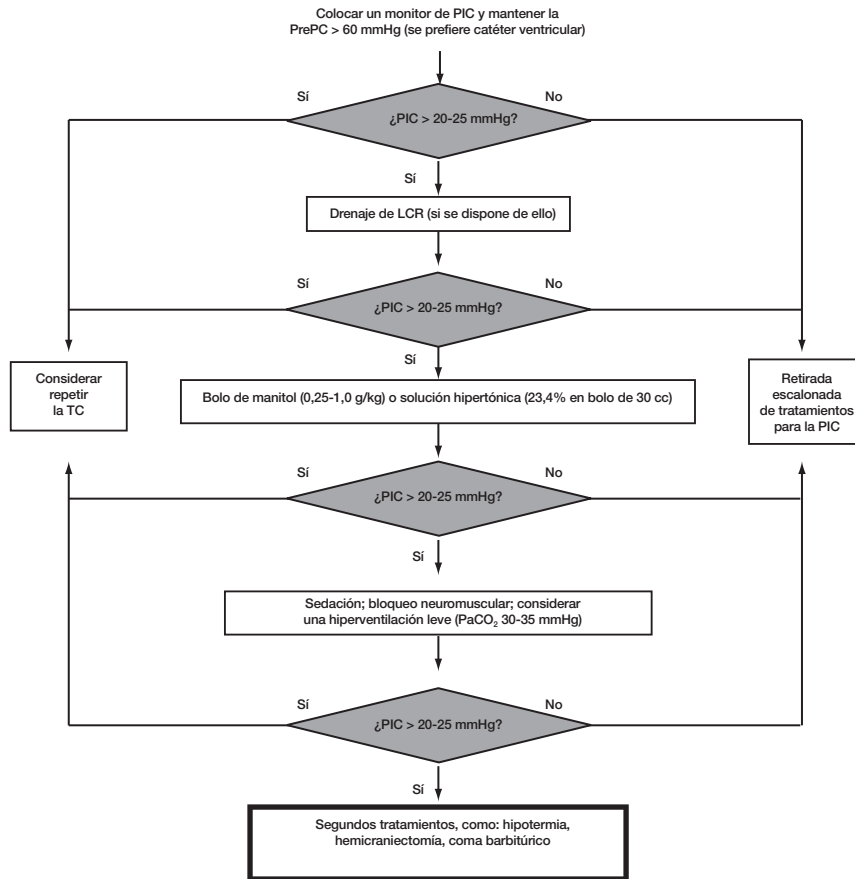 Colocar un monitor de PIC y mantener la
PrePC > 60 mmHg (se prefiere catéter ventricular)
Sí
No
¿PIC > 20-25 mmHg?
Sí
Drenaje de LCR (si se dispone de ello)
Sí
No
¿PIC > 20-25 mmHg?
Sí
Considerar
repetir
la TC
Bolo de manitol (0,25-1,0 g/kg) o solución hipertónica (23,4% en bolo de 30 cc)
Retirada
escalonada
de tratamientos
para la PIC
Sí
No
¿PIC > 20-25 mmHg?
Sí
Sedación; bloqueo neuromuscular; considerar
una hiperventilación leve (PaCO₂ 30-35 mmHg)
Sí
No
¿PIC > 20-25 mmHg?
Sí
Segundos tratamientos, como: hipotermia,
hemicraniectomía, coma barbitúrico